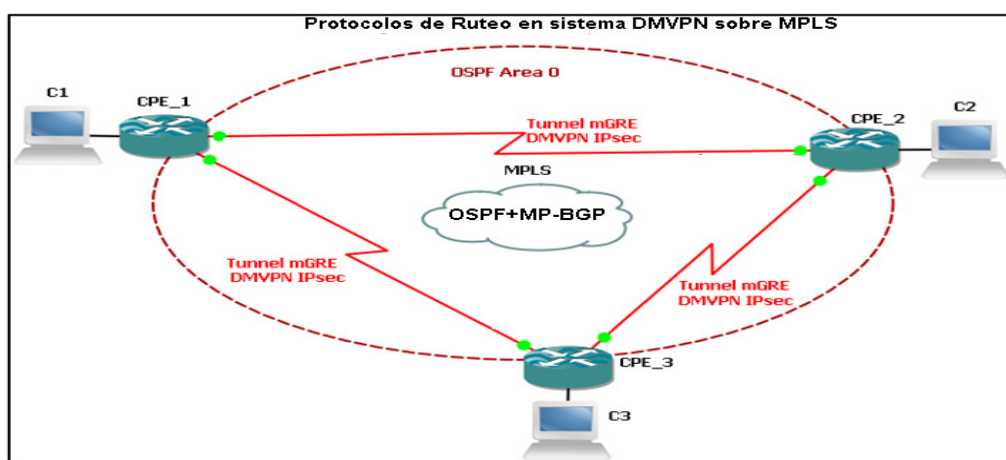 Protocolos de Ruteo en sistema DMVPN sobre MPLS
OSPF Area 0
C1
CPE_1
C2
CPE_2
Tunnel mGRE
DMVPN IPsec
MPLS
OSPF+MP-BGP
Tunnel mGRE
DMVPN IPsec
Tunnel mGRE
DMVPN IPsec
CPE_3
C3